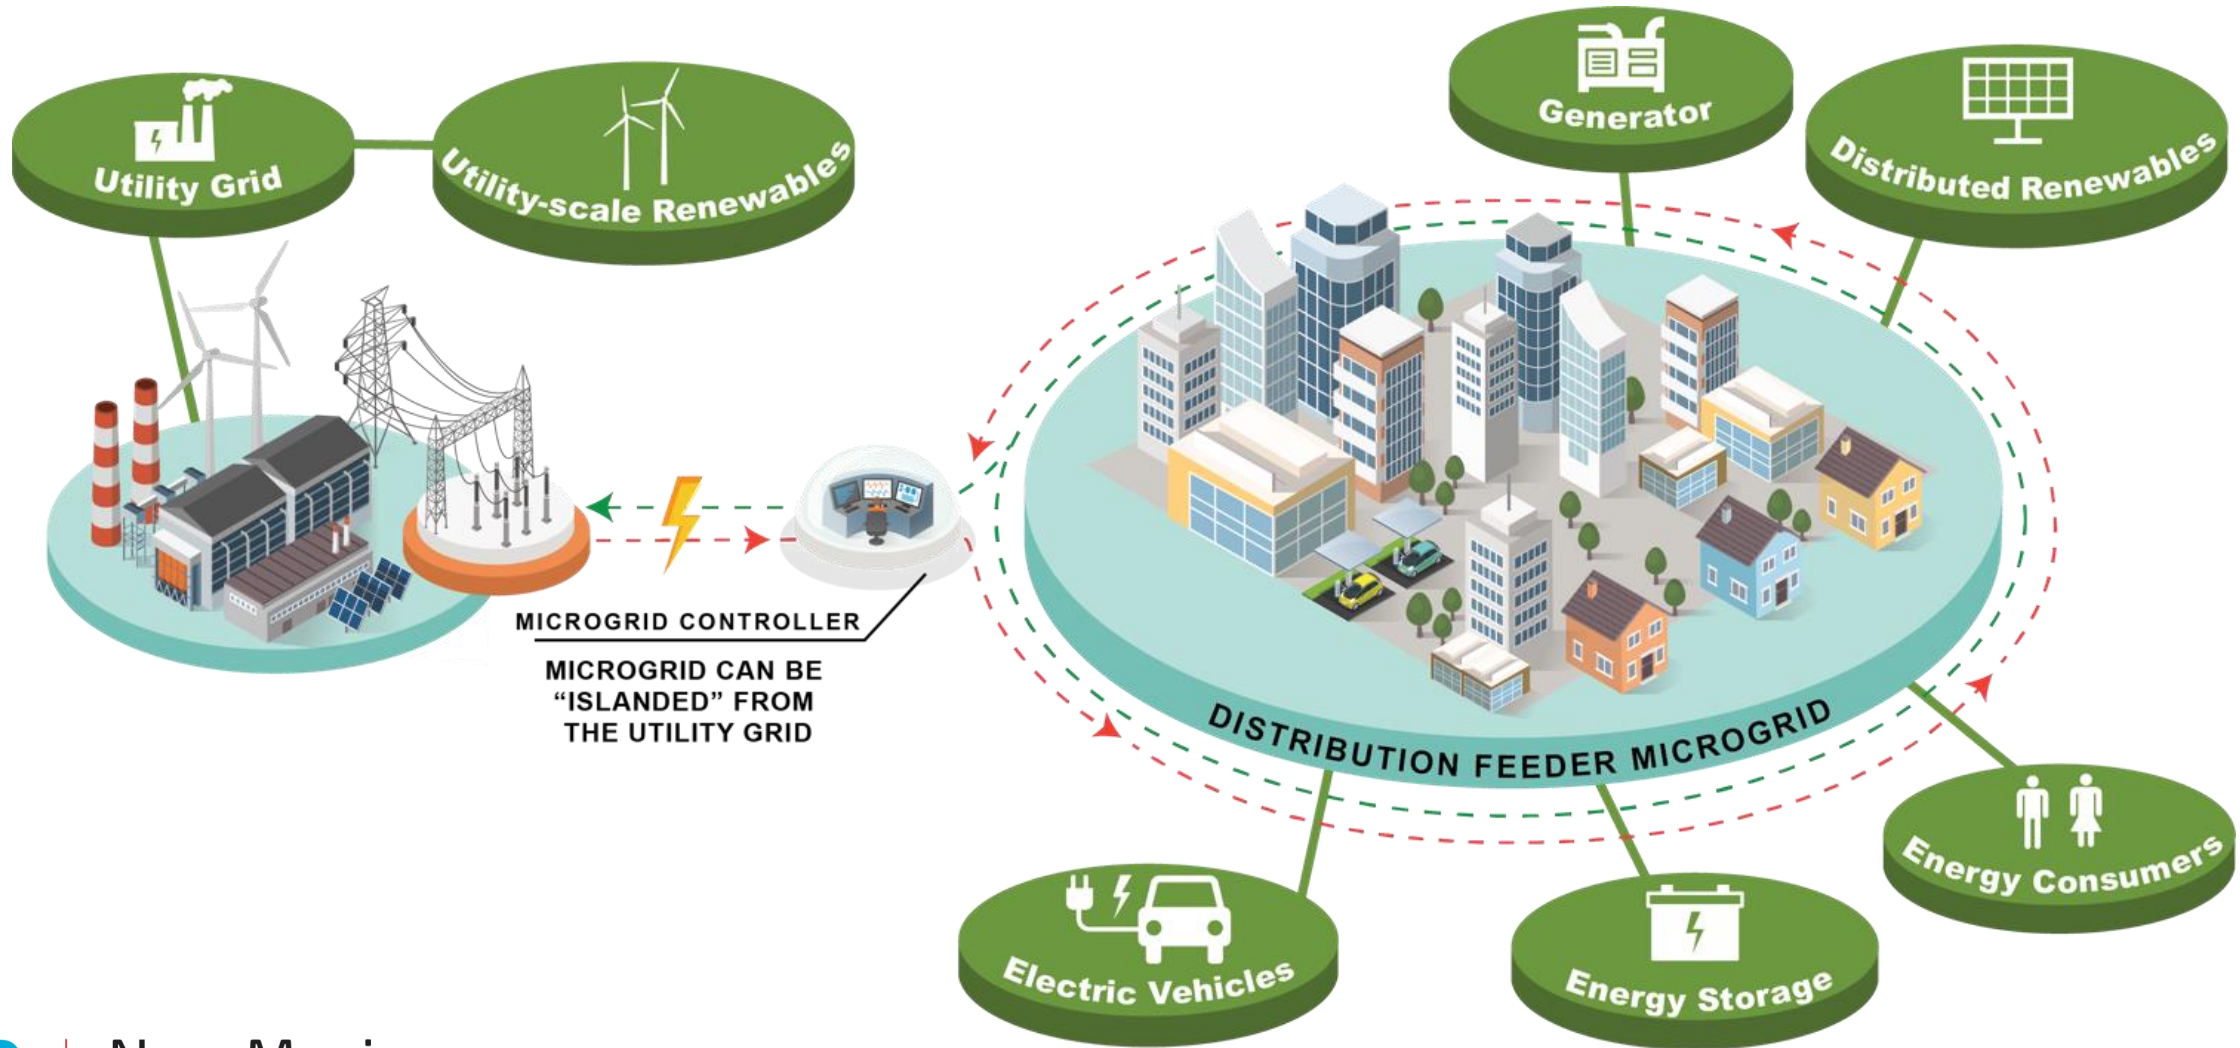 Utility Grid
Utility-scale Renewables
Generator
Distributed Renewables
MICROGRID CONTROLLER
MICROGRID CAN BE
“ISLANDED” FROM
THE UTILITY GRID
DISTRIBUTION FEEDER MICROGRID
Electric Vehicles
Energy Storage
Energy Consumers